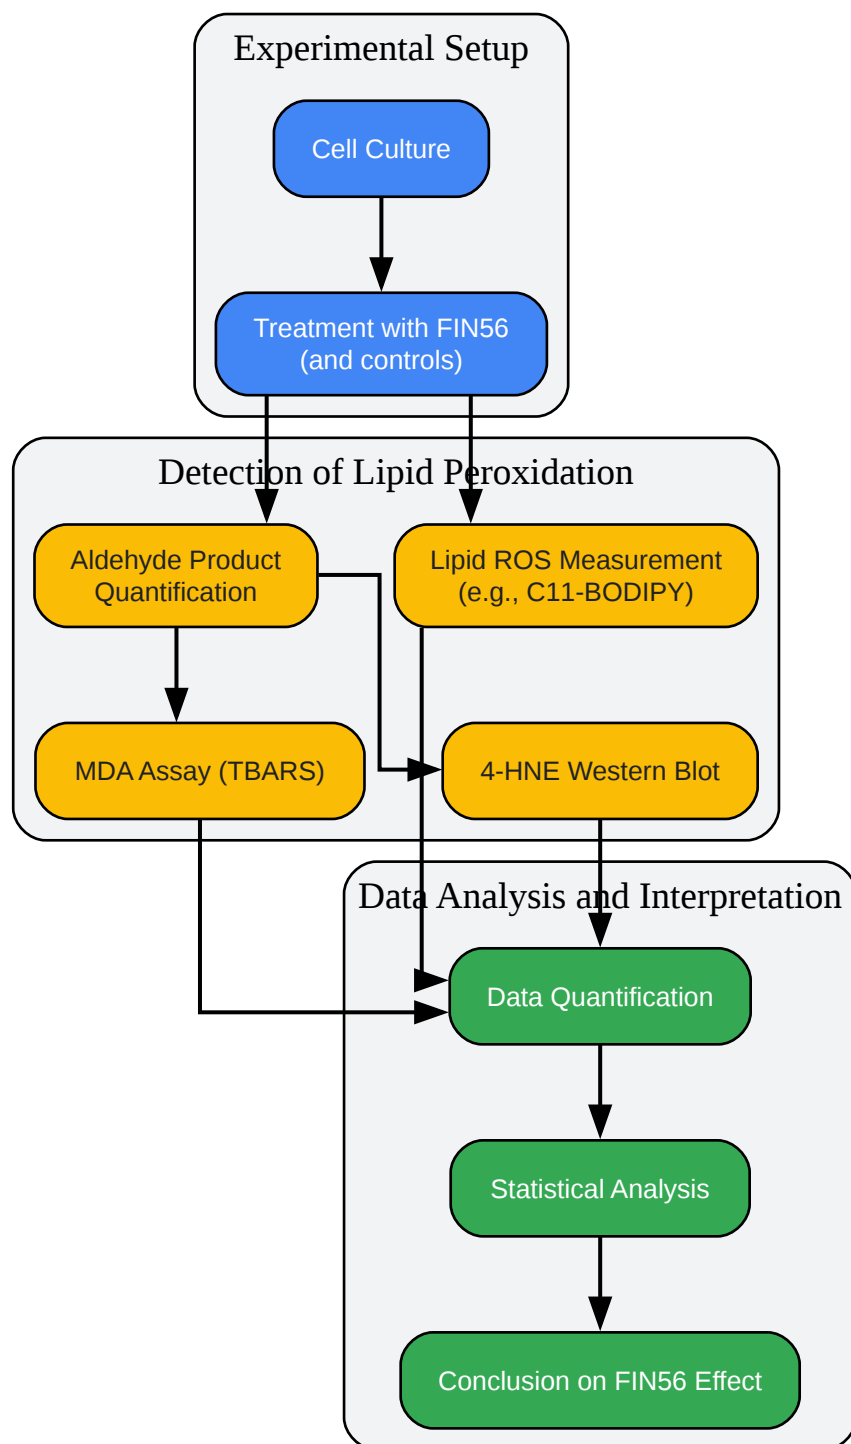 Experimental Setup
Cell Culture
Treatment with FIN56
(and controls)
Detection of Lipid Peroxidation
Aldehyde Product
Quantification
Lipid ROS Measurement
(e.g., C11-BODIPY)
MDA Assay (TBARS)
4-HNE Western Blot
Data Analysis and Interpretation
Data Quantification
Statistical Analysis
Conclusion on FIN56 Effect